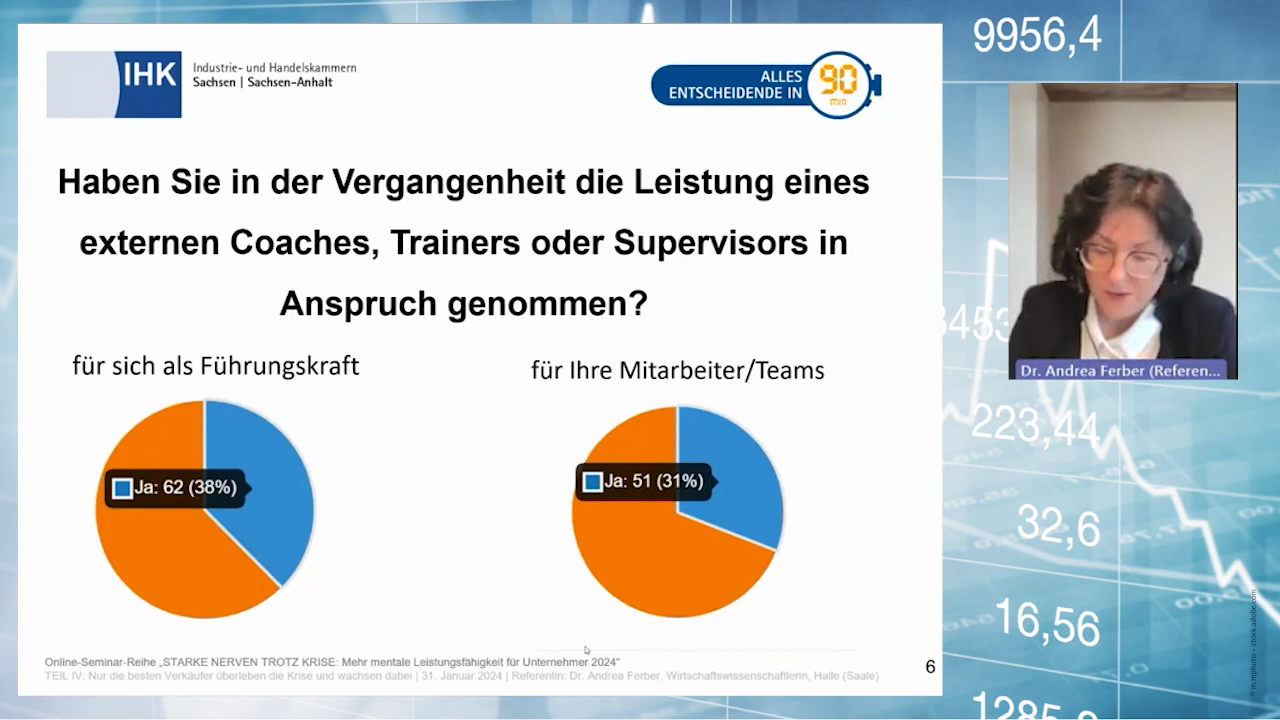 IHK
Industrie- und Handelskammern
Sachsen | Sachsen-Anhalt
ALLES
ENTSCHEIDENDE IN
90
min
Haben Sie in der Vergangenheit die Leistung eines
externen Coaches, Trainers oder Supervisors in
Anspruch genommen?
für sich als Führungskraft
für Ihre Mitarbeiter/Teams
Ja: 62 (38%)
Ja: 51 (31%)
Online-Seminar-Reihe „STARKE NERVEN TROTZ KRISE: Mehr mentale Leistungsfähigkeit für Unternehmer 2024“
TEIL IV: Nur die besten Verkäufer überleben die Krise und wachsen dabei | 31. Januar 2024 | Referentin: Dr. Andrea Ferber, Wirtschaftswissenschaftlerin, Halle (Saale)
6
9956,4
Dr. Andrea Ferber (Referen...
223,44
32,6
16,56
© m.mphoto - stock.adobe.com